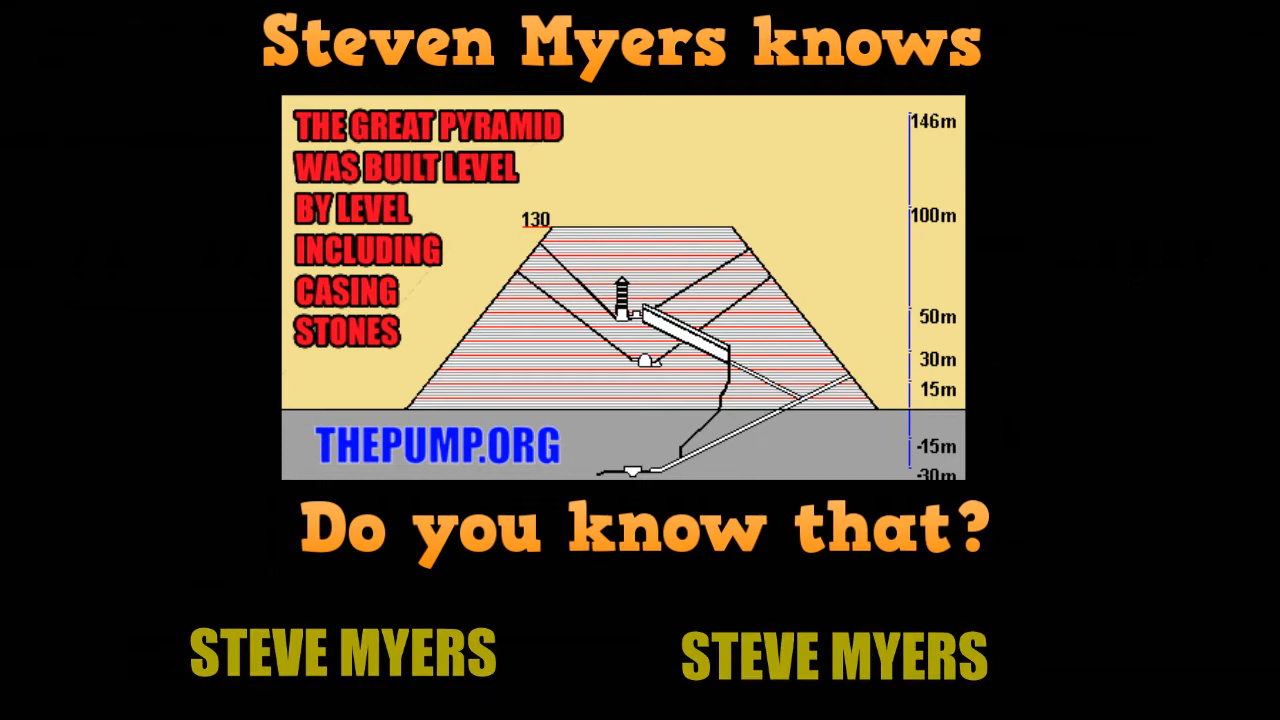 Steven Myers knows
THE GREAT PYRAMID
WAS BUILT LEVEL
BY LEVEL
INCLUDING
CASING
STONES
130
146m
100m
50m
30m
15m
-15m
-30m
THEPUMP.ORG
Do you know that?
STEVE MYERS
STEVE MYERS